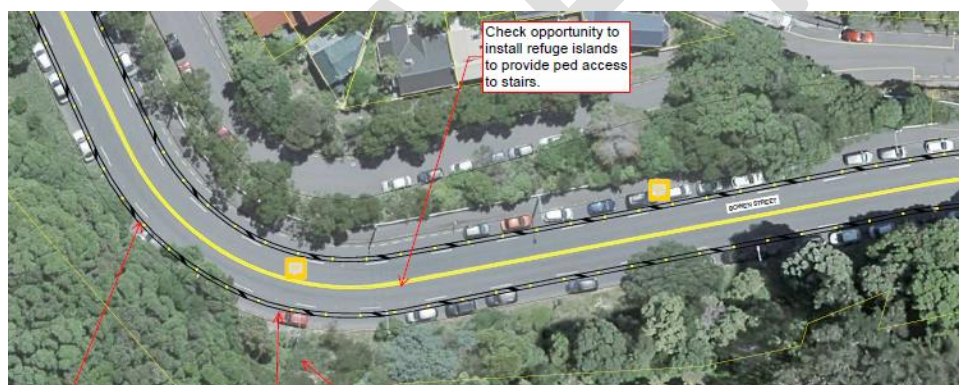 Check opportunity to
install refuge islands
to provide ped access
to stairs.
BOWEN STREET